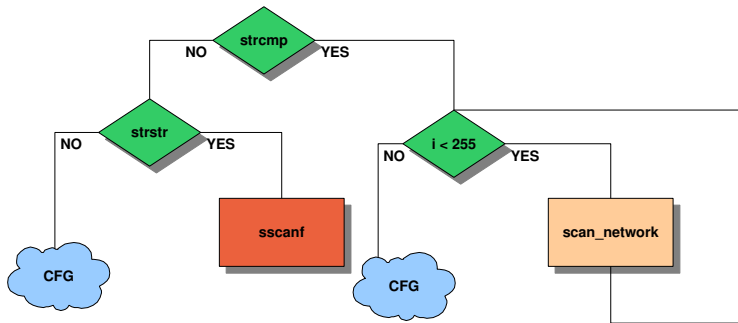 strcmp
NO
YES
strstr
NO
YES
i < 255
NO
YES
sscanf
scan_network
CFG
CFG